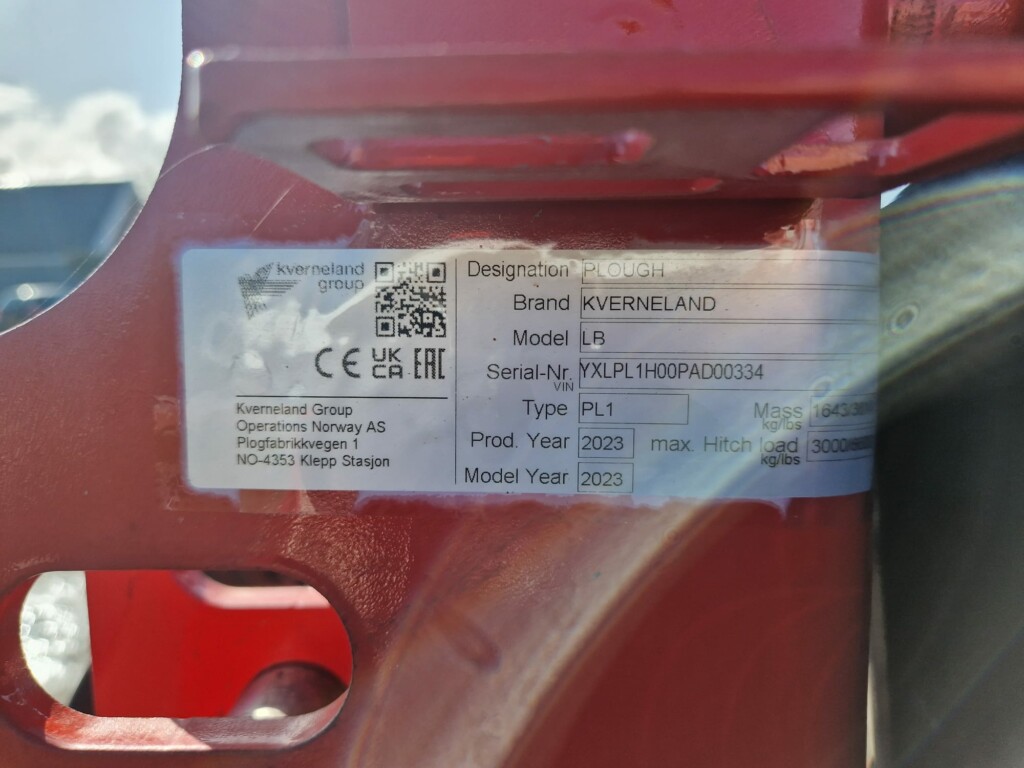 kverneland
group
CE UK CA EAC
Kverneland Group
Operations Norway AS
Plogfabrikkvegen 1
NO-4353 Klepp Stasjon
Designation PLOUGH
Brand KVERNELAND
Model LB
Serial-Nr. YXLPL1H00PAD00334
VIN
Type PL1 Mass
kg/lbs
Prod. Year 2023 max. Hitch load
kg/lbs
Model Year 2023